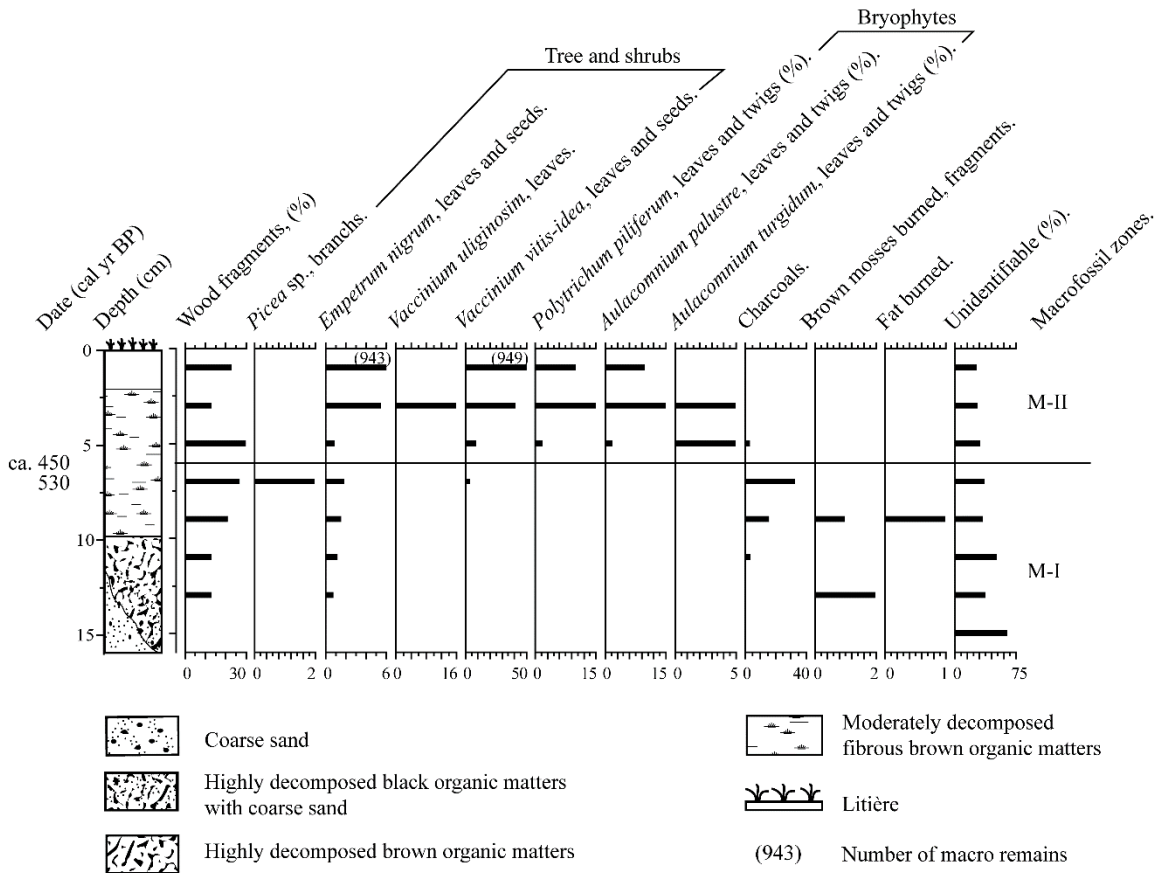 Bryophytes
Tree and shrubs
Date (cal yr BP)
Depth (cm)
Wood fragments, (%)
Picea sp., branchs.
Empetrum nigrum, leaves and seeds.
Vaccinium uliginosim, leaves.
Vaccinium vitis-idea, leaves and seeds.
Polytrichum piliferum, leaves and twigs (%).
Aulacomnium palustre, leaves and twigs (%).
Aulacomnium turgidum, leaves and twigs (%).
Charcoals.
Brown mosses burned, fragments.
Fat burned.
Unidentifiable (%).
Macrofossil zones.
0
(943)
(949)
M-II
5
ca. 450
530
10
M-I
15
0 30 0 2 0 60 0 16 0 50 0 15 0 15 0 5 0 40 0 2 0 1 0 75
Coarse sand
Highly decomposed black organic matters
with coarse sand
Highly decomposed brown organic matters
Moderately decomposed
fibrous brown organic matters
Litière
(943) Number of macro remains